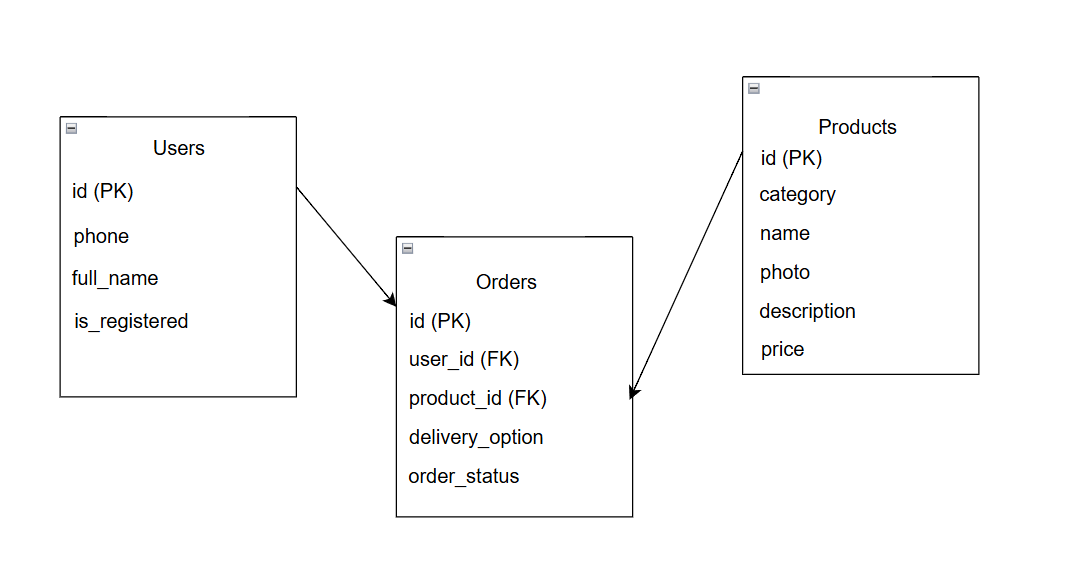 Users
id (PK)
phone
full_name
is_registered
Orders
id (PK)
user_id (FK)
product_id (FK)
delivery_option
order_status
Products
id (PK)
category
name
photo
description
price